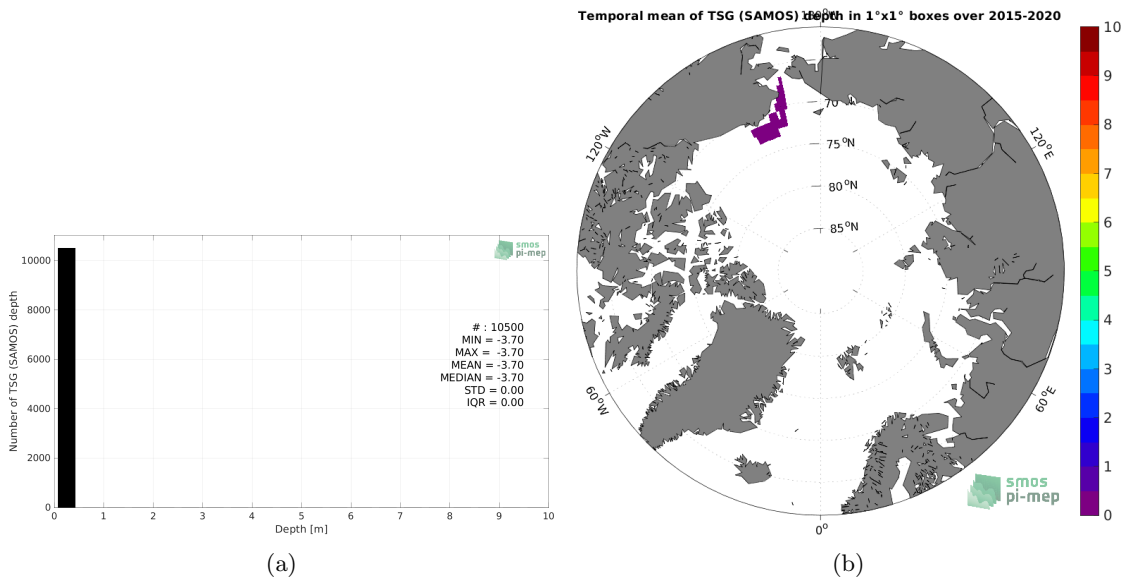 10000
8000
6000
4000
2000
0
Number of TSG (SAMOS) depth
smos
pi-mep
# : 10500
MIN = -3.70
MAX = -3.70
MEAN = -3.70
MEDIAN = -3.70
STD = 0.00
IQR = 0.00
0 1 2 3 4 5 6 7 8 9 10
Depth [m]
(a)
Temporal mean of TSG (SAMOS) depth in 1°x1° boxes over 2015-2020
120°W
120°E
75°N
80°N
85°N
60°W
60°E
0°
smos
pi-mep
10
9
8
7
6
5
4
3
2
1
0
(b)